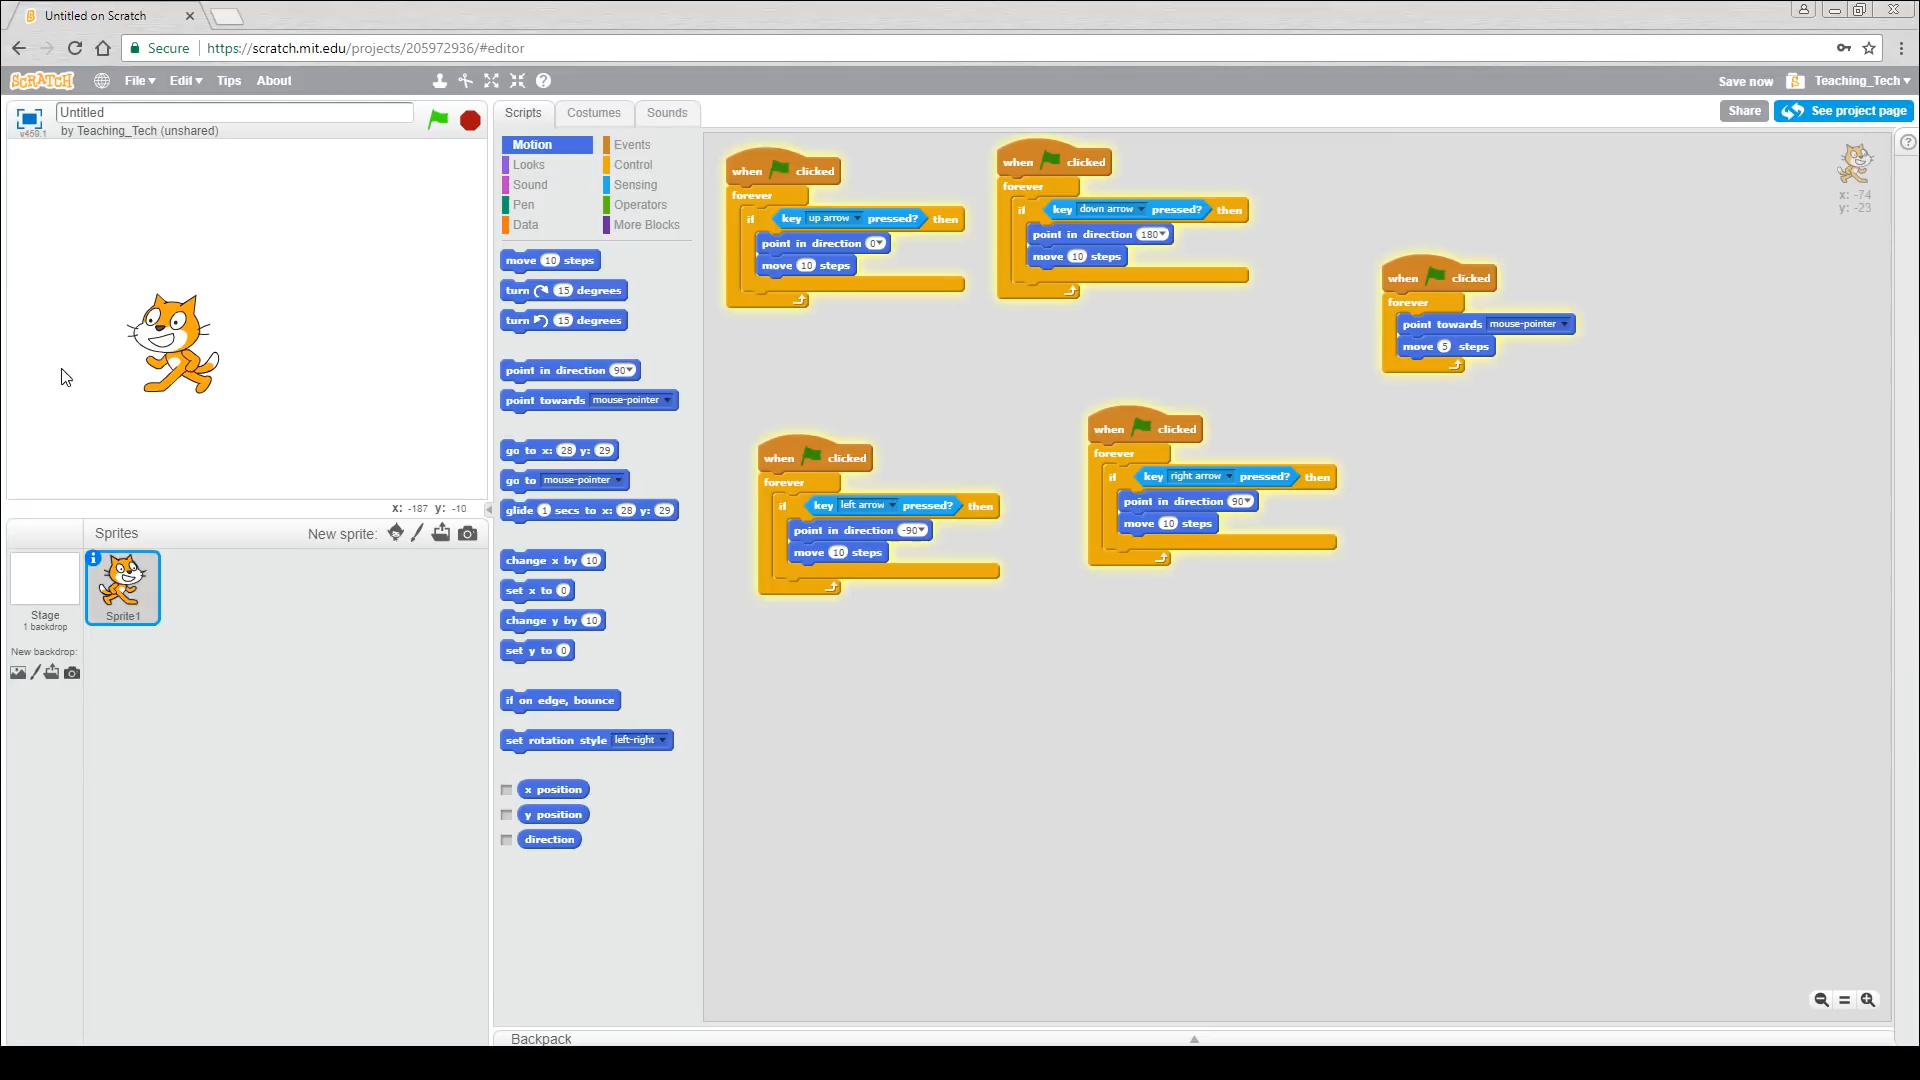 Untitled on Scratch
Secure https://scratch.mit.edu/projects/205972936/#editor
SCRATCH File Edit Tips About Save now Teaching_Tech
Untitled
v459.1 by Teaching_Tech (unshared)
Scripts Costumes Sounds
Share See project page
Motion Events
Looks Control
Sound Sensing
Pen Operators
Data More Blocks
move 10 steps
turn 15 degrees
turn 15 degrees
point in direction 90
point towards mouse-pointer
go to x: 28 y: 29
go to mouse-pointer
glide 1 secs to x: 28 y: 29
change x by 10
set x to 0
change y by 10
set y to 0
if on edge, bounce
set rotation style left-right
x position
y position
direction
when clicked
forever
if key up arrow pressed? then
point in direction 0
move 10 steps
when clicked
forever
if key down arrow pressed? then
point in direction 180
move 10 steps
when clicked
forever
point towards mouse-pointer
move 5 steps
when clicked
forever
if key left arrow pressed? then
point in direction -90
move 10 steps
when clicked
forever
if key right arrow pressed? then
point in direction 90
move 10 steps
x: -74
y: -23
x: -187 y: -10
Sprites New sprite:
Sprite1
Stage
1 backdrop
New backdrop:
Backpack